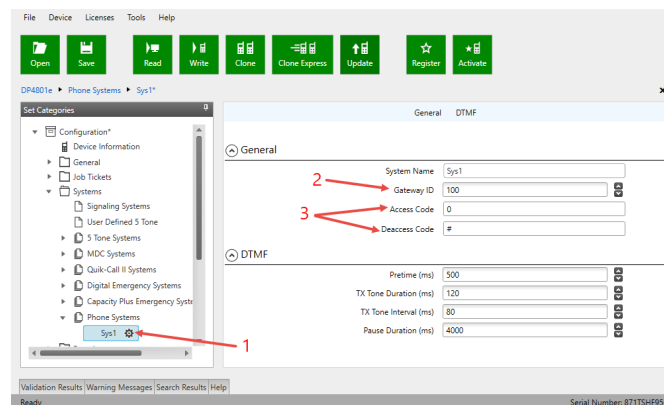 File Device Licenses Tools Help
Open Save Read Write Clone Clone Express Update Register Activate
DP4801e Phone Systems Sys1*
Set Categories
General DTMF
Configuration*
Device Information
General
Job Tickets
Systems
Signaling Systems
User Defined 5 Tone
5 Tone Systems
MDC Systems
Quik-Call II Systems
Digital Emergency Systems
Capacity Plus Emergency Syste
Phone Systems
Sys1
1
General
System Name Sys1
2
Gateway ID 100
3
Access Code 0
Deaccess Code #
DTMF
Pretime (ms) 500
TX Tone Duration (ms) 120
TX Tone Interval (ms) 80
Pause Duration (ms) 4000
Validation Results Warning Messages Search Results Help
Ready Serial Number: 871TSHF95